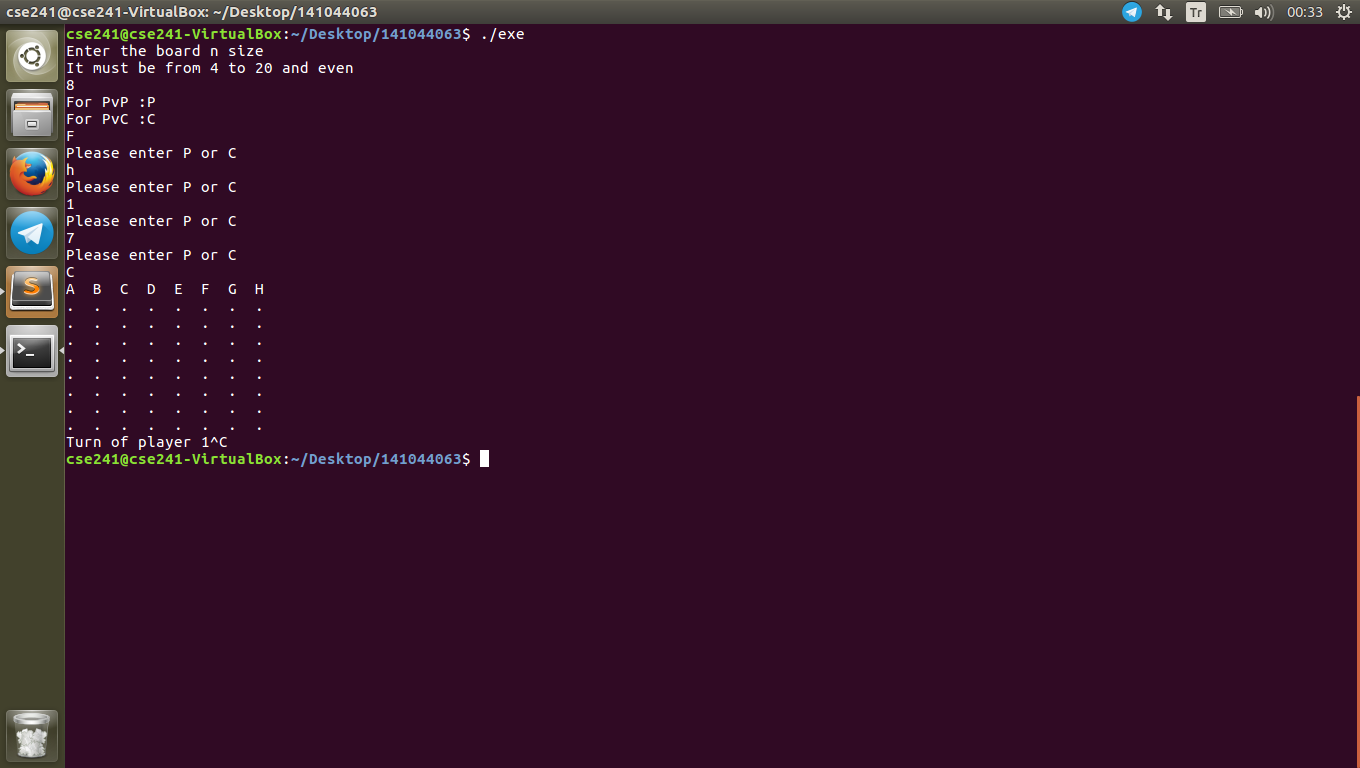 cse241@cse241-VirtualBox: ~/Desktop/141044063
Tr
00:33
cse241@cse241-VirtualBox:~/Desktop/141044063$ ./exe
Enter the board n size
It must be from 4 to 20 and even
8
For PvP :P
For PvC :C
F
Please enter P or C
h
Please enter P or C
1
Please enter P or C
7
Please enter P or C
C
A  B  C  D  E  F  G  H
.  .  .  .  .  .  .  .
.  .  .  .  .  .  .  .
.  .  .  .  .  .  .  .
.  .  .  .  .  .  .  .
.  .  .  .  .  .  .  .
.  .  .  .  .  .  .  .
.  .  .  .  .  .  .  .
.  .  .  .  .  .  .  .
Turn of player 1^C
cse241@cse241-VirtualBox:~/Desktop/141044063$